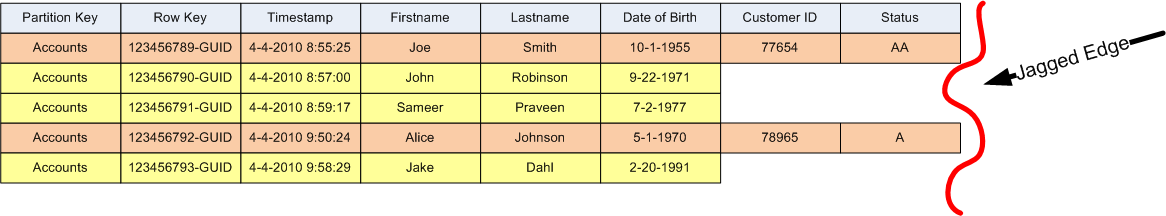 Partition Key Row Key Timestamp Firstname Lastname Date of Birth Customer ID Status
Accounts 123456789-GUID 4-4-2010 8:55:25 Joe Smith 10-1-1955 77654 AA
Accounts 123456790-GUID 4-4-2010 8:57:00 John Robinson 9-22-1971
Accounts 123456791-GUID 4-4-2010 8:59:17 Sameer Praveen 7-2-1977
Accounts 123456792-GUID 4-4-2010 9:50:24 Alice Johnson 5-1-1970 78965 A
Accounts 123456793-GUID 4-4-2010 9:58:29 Jake Dahl 2-20-1991
Jagged Edge